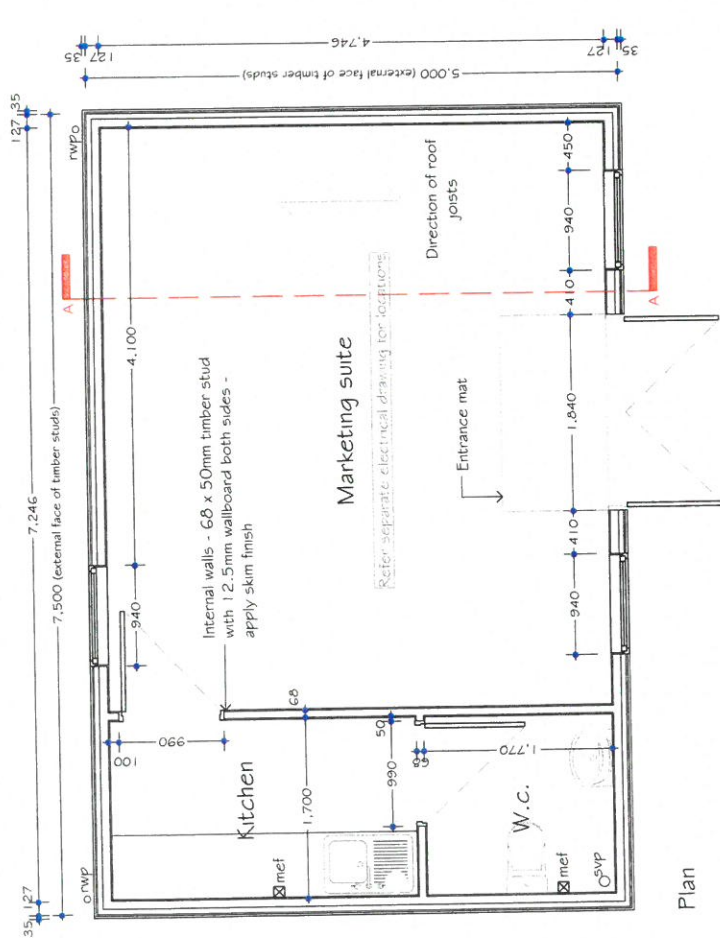 7,246
7,500 (external face of timber studs)
127
35
35
127
35
127
4,746
127
35
5,000 (external face of timber studs)
rwp
rwp
A
4,100
940
Internal walls - 68 x 50mm timber stud
with 12.5mm wallboard both sides -
apply skim finish
Marketing suite
Refer separate electrical drawing for locations
Direction of roof
joists
Entrance mat
450
940
410
1,840
410
940
A
100
990
68
Kitchen
1,700
50
990
1,770
W.C.
mef
mef
svp
Plan